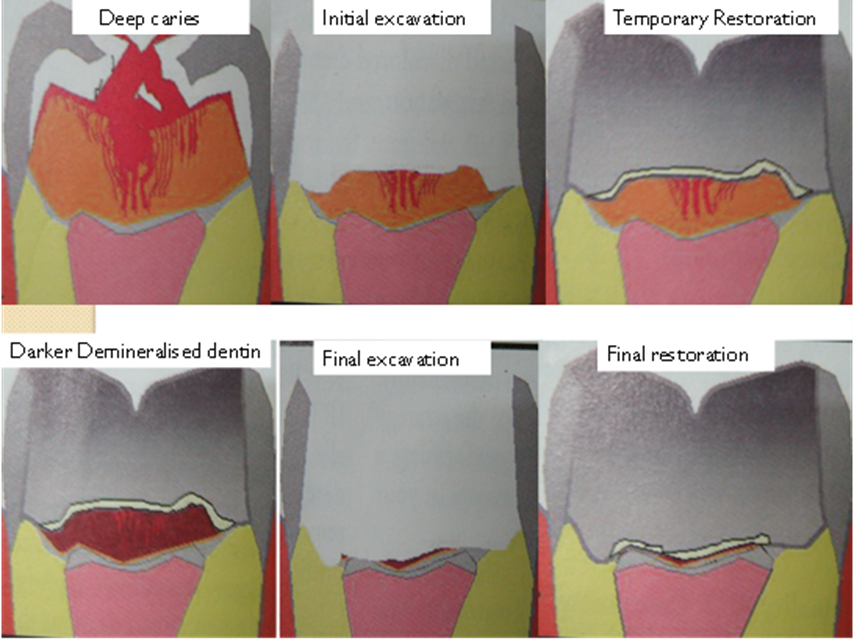 Deep caries
Initial excavation
Temporary Restoration
Darker Demineralised dentin
Final excavation
Final restoration